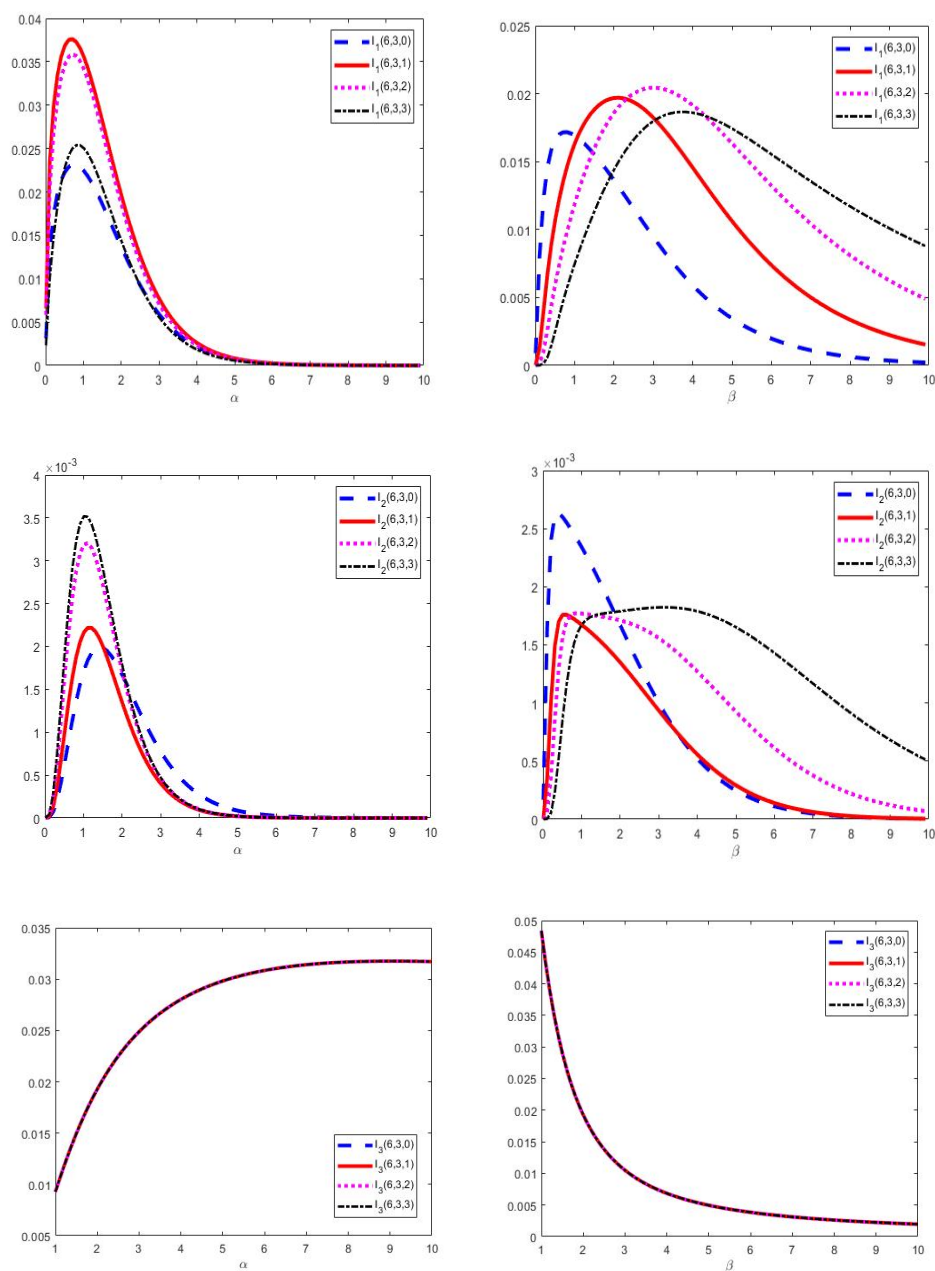 0.04
0.035
0.03
0.025
0.02
0.015
0.01
0.005
0
0 1 2 3 4 5 6 7 8 9 10
α
I1(6,3,0)
I1(6,3,1)
I1(6,3,2)
I1(6,3,3)
0.025
0.02
0.015
0.01
0.005
0
0 1 2 3 4 5 6 7 8 9 10
β
I1(6,3,0)
I1(6,3,1)
I1(6,3,2)
I1(6,3,3)
×10-3
4
3.5
3
2.5
2
1.5
1
0.5
0
0 1 2 3 4 5 6 7 8 9 10
α
I2(6,3,0)
I2(6,3,1)
I2(6,3,2)
I2(6,3,3)
×10-3
3
2.5
2
1.5
1
0.5
0
0 1 2 3 4 5 6 7 8 9 10
β
I2(6,3,0)
I2(6,3,1)
I2(6,3,2)
I2(6,3,3)
0.035
0.03
0.025
0.02
0.015
0.01
0.005
1 2 3 4 5 6 7 8 9 10
α
I3(6,3,0)
I3(6,3,1)
I3(6,3,2)
I3(6,3,3)
0.05
0.045
0.04
0.035
0.03
0.025
0.02
0.015
0.01
0.005
0
1 2 3 4 5 6 7 8 9 10
β
I3(6,3,0)
I3(6,3,1)
I3(6,3,2)
I3(6,3,3)